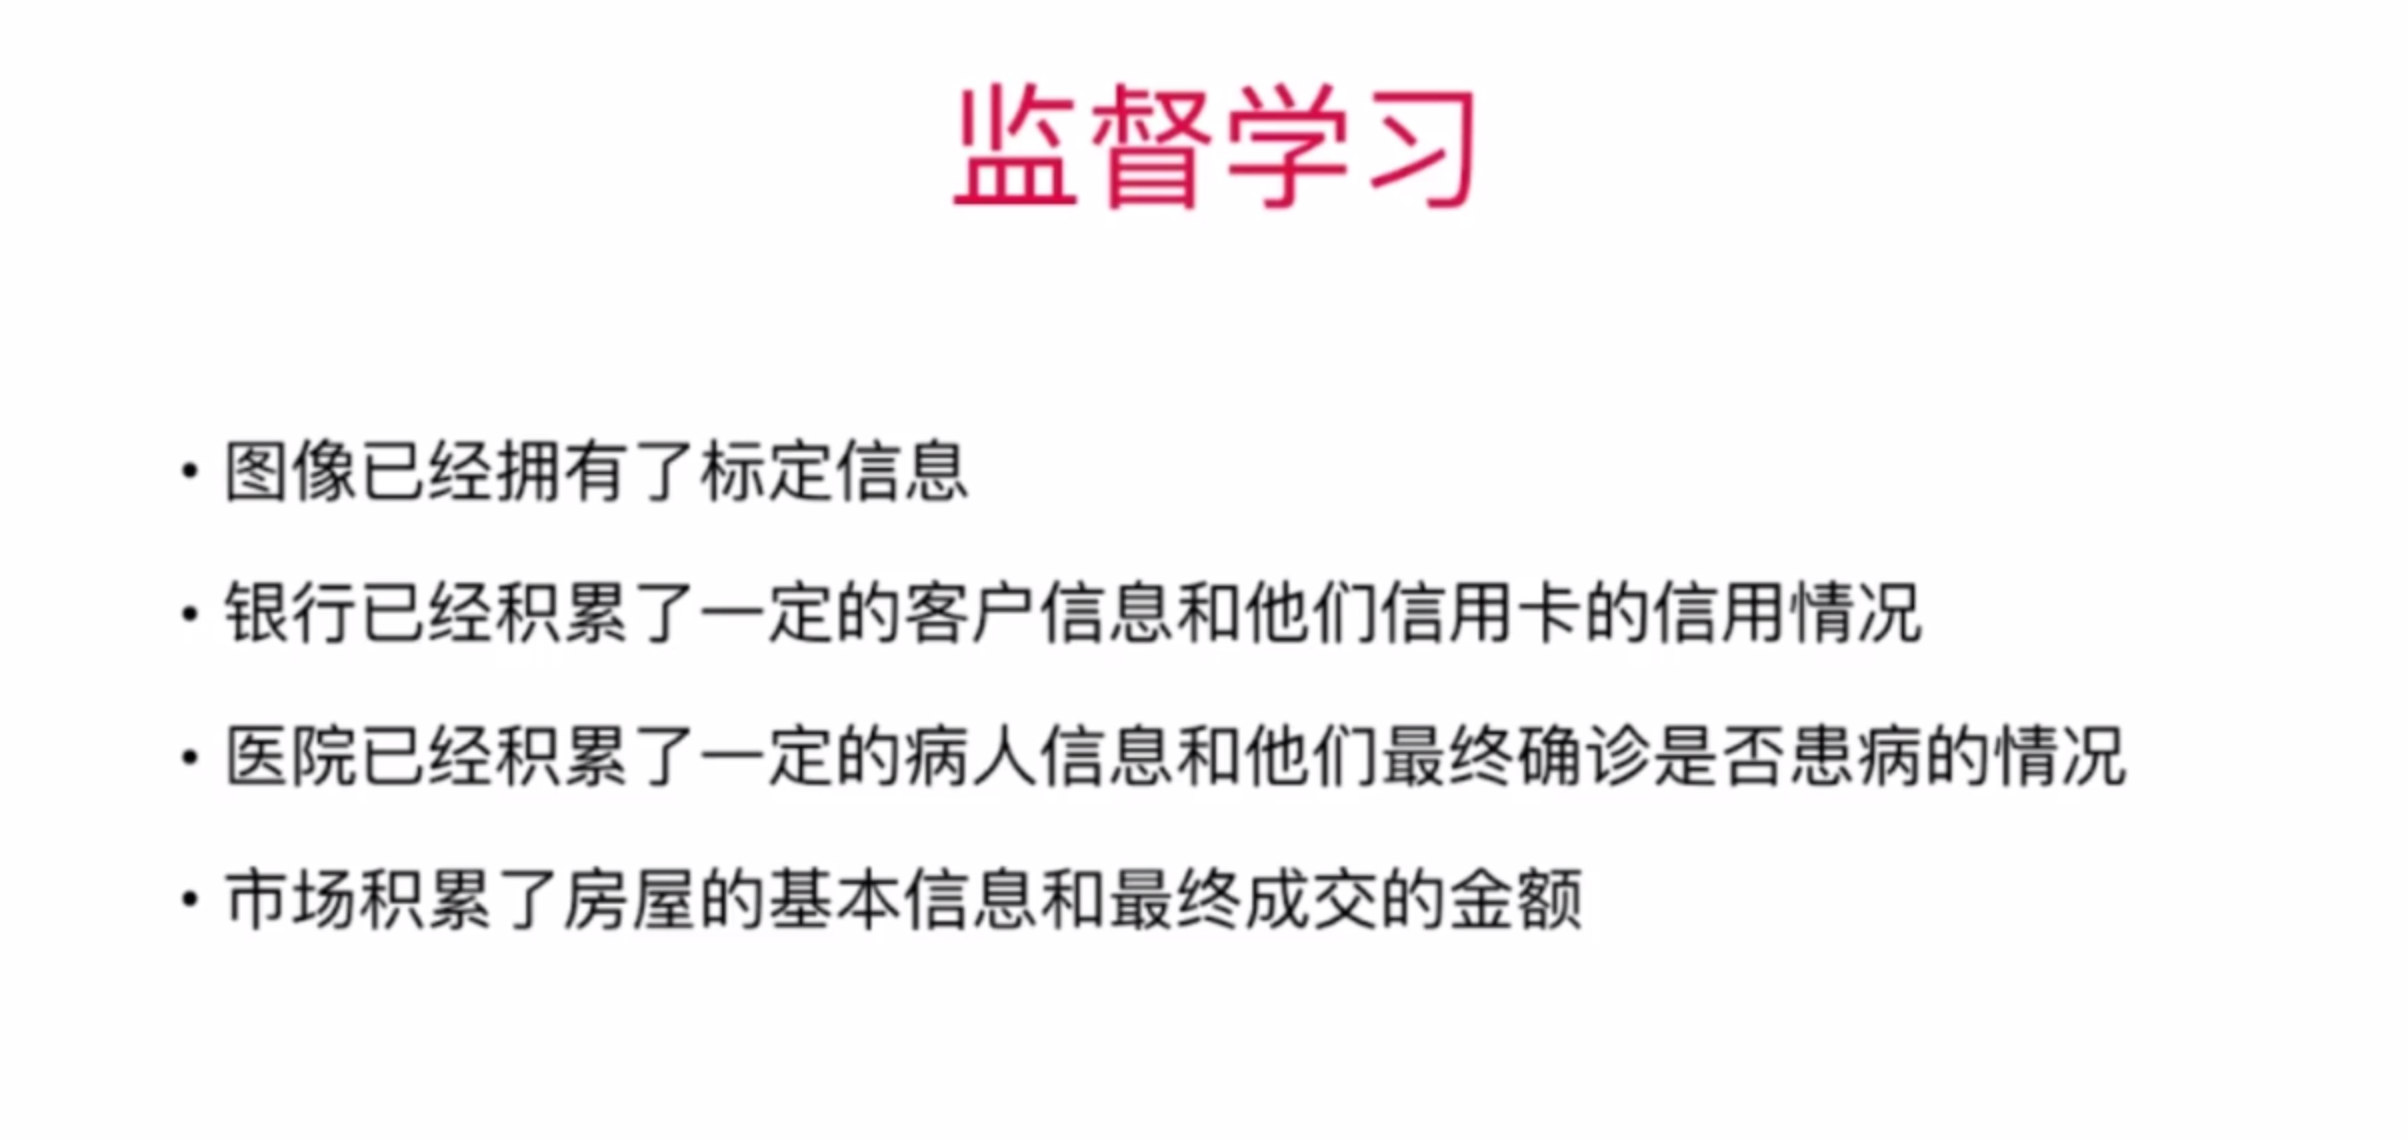 监督学习
• 图像已经拥有了标定信息
• 银行已经积累了一定的客户信息和他们信用卡的信用情况
• 医院已经积累了一定的病人信息和他们最终确诊是否患病的情况
• 市场积累了房屋的基本信息和最终成交的金额